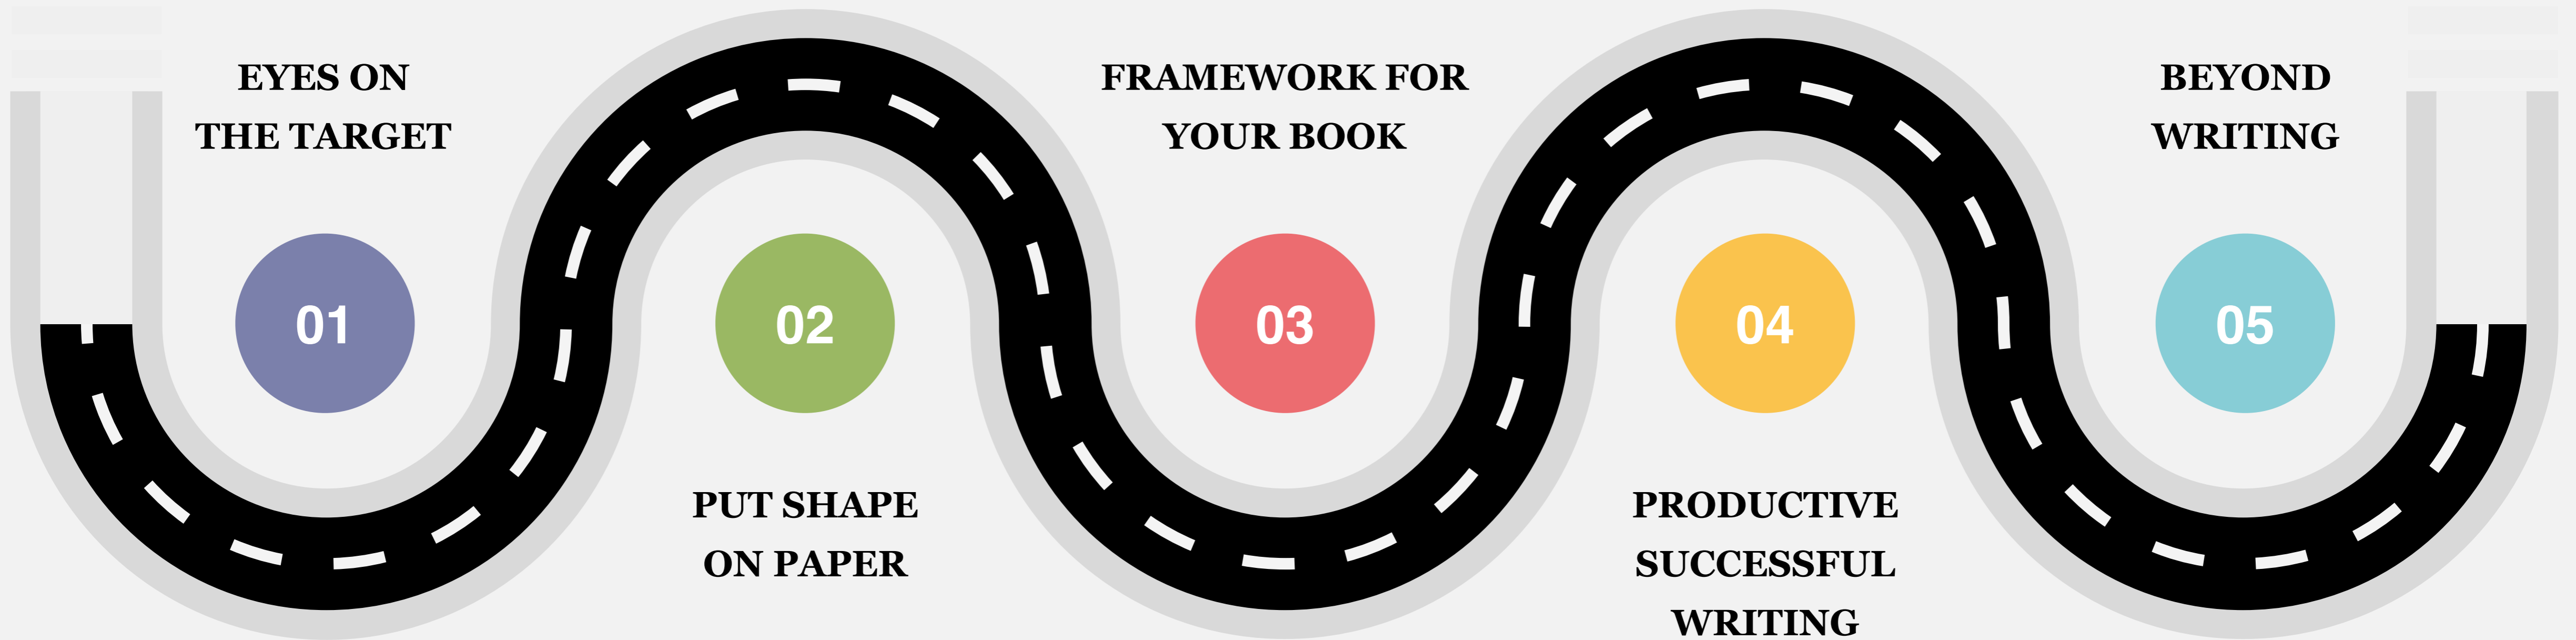 EYES ON
THE TARGET
01
02
PUT SHAPE
ON PAPER
FRAMEWORK FOR
YOUR BOOK
03
04
PRODUCTIVE
SUCCESSFUL
WRITING
BEYOND
WRITING
05